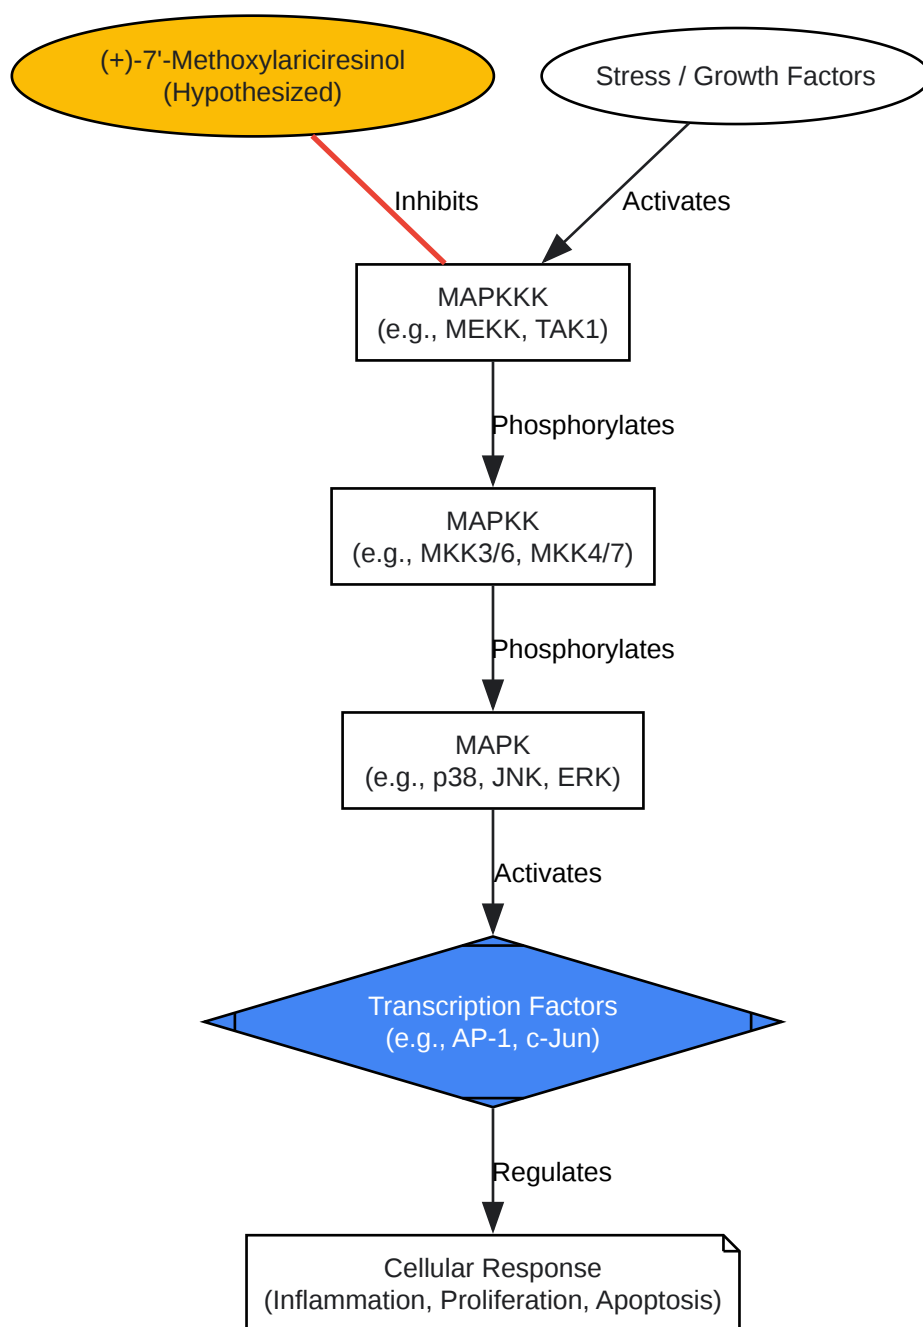 (+)-7'-Methoxylariciresinol
(Hypothesized)
Stress / Growth Factors
Inhibits
Activates
MAPKKK
(e.g., MEKK, TAK1)
Phosphorylates
MAPKK
(e.g., MKK3/6, MKK4/7)
Phosphorylates
MAPK
(e.g., p38, JNK, ERK)
Activates
Transcription Factors
(e.g., AP-1, c-Jun)
Regulates
Cellular Response
(Inflammation, Proliferation, Apoptosis)